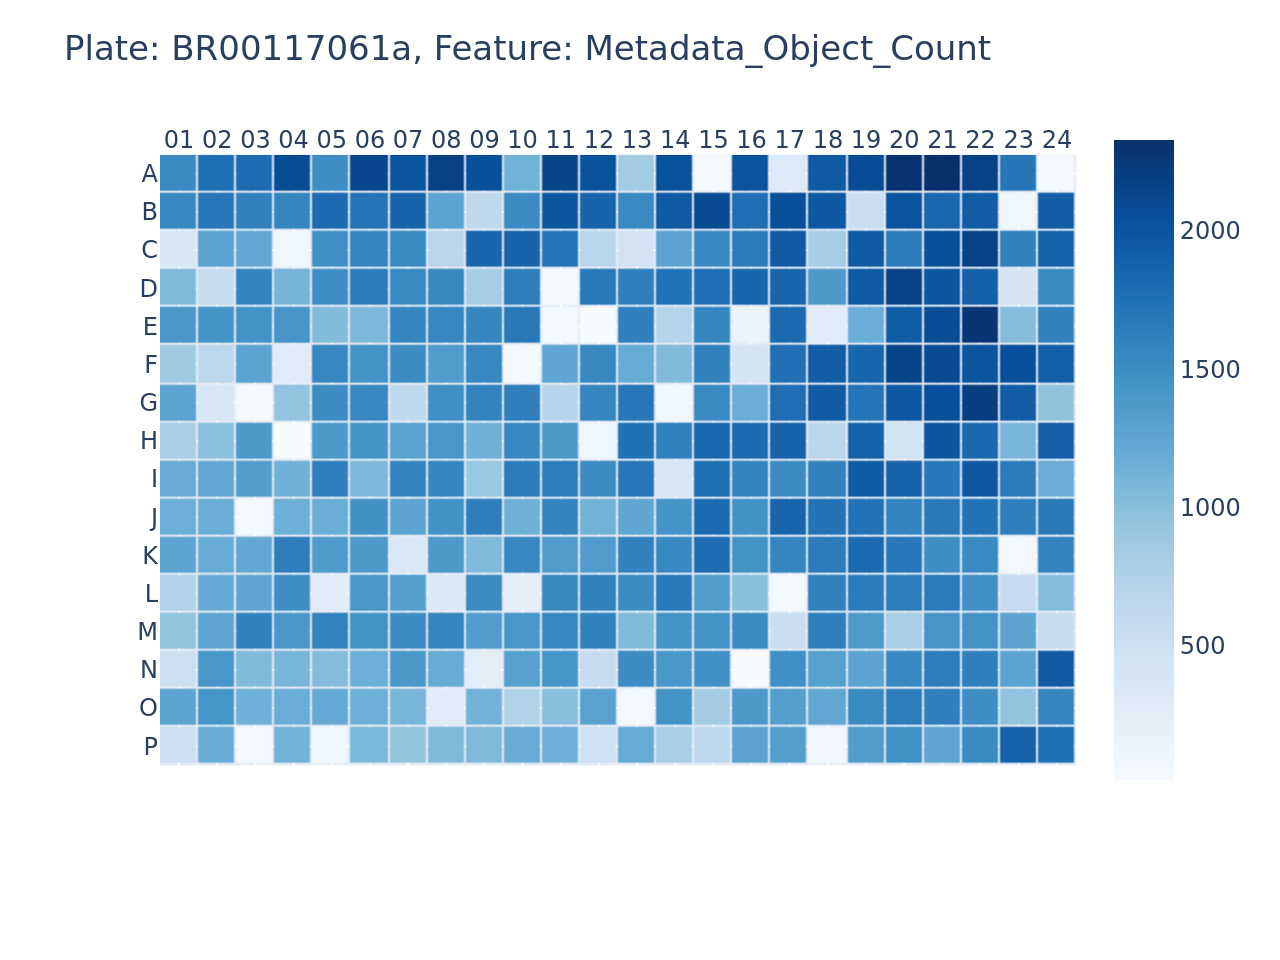 Plate: BR00117061a, Feature: Metadata_Object_Count
01 02 03 04 05 06 07 08 09 10 11 12 13 14 15 16 17 18 19 20 21 22 23 24
A
B
C
D
E
F
G
H
I
J
K
L
M
N
O
P
2000
1500
1000
500